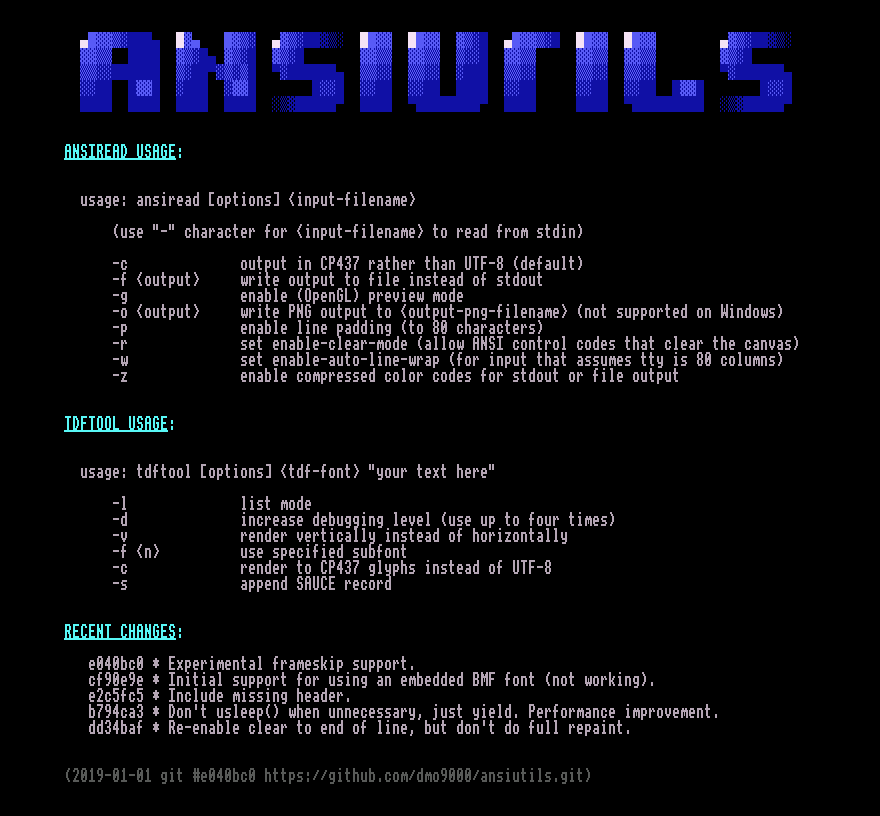 ANSIUTILS
ANSIREAD USAGE:
usage: ansiread [options] <input-filename>
(use "-" character for <input-filename> to read from stdin)
-c output in CP437 rather than UTF-8 (default)
-f <output> write output to file instead of stdout
-g enable (OpenGL) preview mode
-o <output> write PNG output to <output-png-filename> (not supported on Windows)
-p enable line padding (to 80 characters)
-r set enable-clear-mode (allow ANSI control codes that clear the canvas)
-w set enable-auto-line-wrap (for input that assumes tty is 80 columns)
-z enable compressed color codes for stdout or file output
TDFTOOL USAGE:
usage: tdftool [options] <tdf-font> "your text here"
-l list mode
-d increase debugging level (use up to four times)
-v render vertically instead of horizontally
-f <n> use specified subfont
-c render to CP437 glyphs instead of UTF-8
-s append SAUCE record
RECENT CHANGES:
e040bc0 * Experimental frameskip support.
cf90e9e * Initial support for using an embedded BMF font (not working).
e2c5fc5 * Include missing header.
b794ca3 * Don't usleep() when unnecessary, just yield. Performance improvement.
dd34baf * Re-enable clear to end of line, but don't do full repaint.
(2019-01-01 git #e040bc0 https://github.com/dmo9000/ansiutils.git)